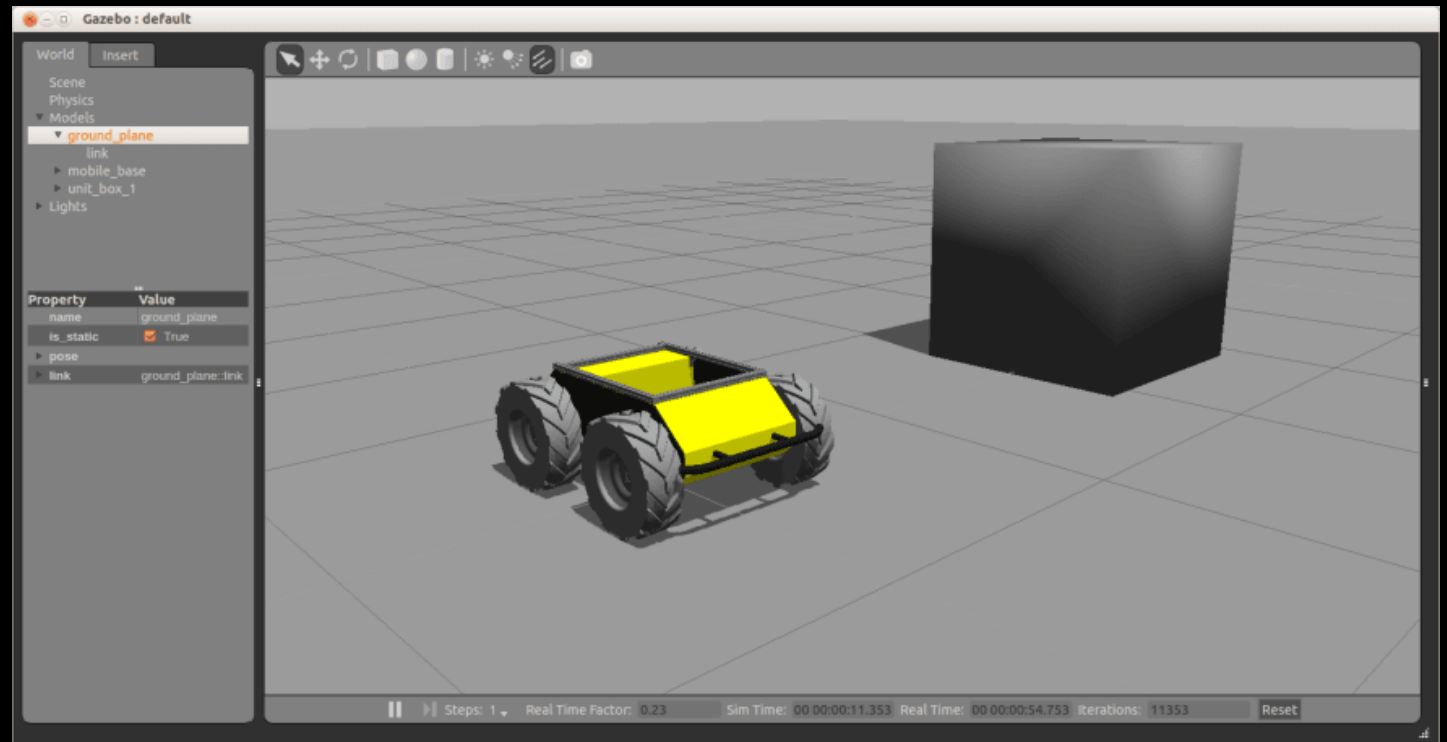 Gazebo : default
World Insert
Scene
Physics
Models
ground_plane
link
mobile_base
unit_box_1
Lights
Property Value
name ground_plane
is_static True
pose
link ground_plane::link
Steps: 1 Real Time Factor: 0.23 Sim Time: 00 00:00:11.353 Real Time: 00 00:00:54.753 Iterations: 11353 Reset